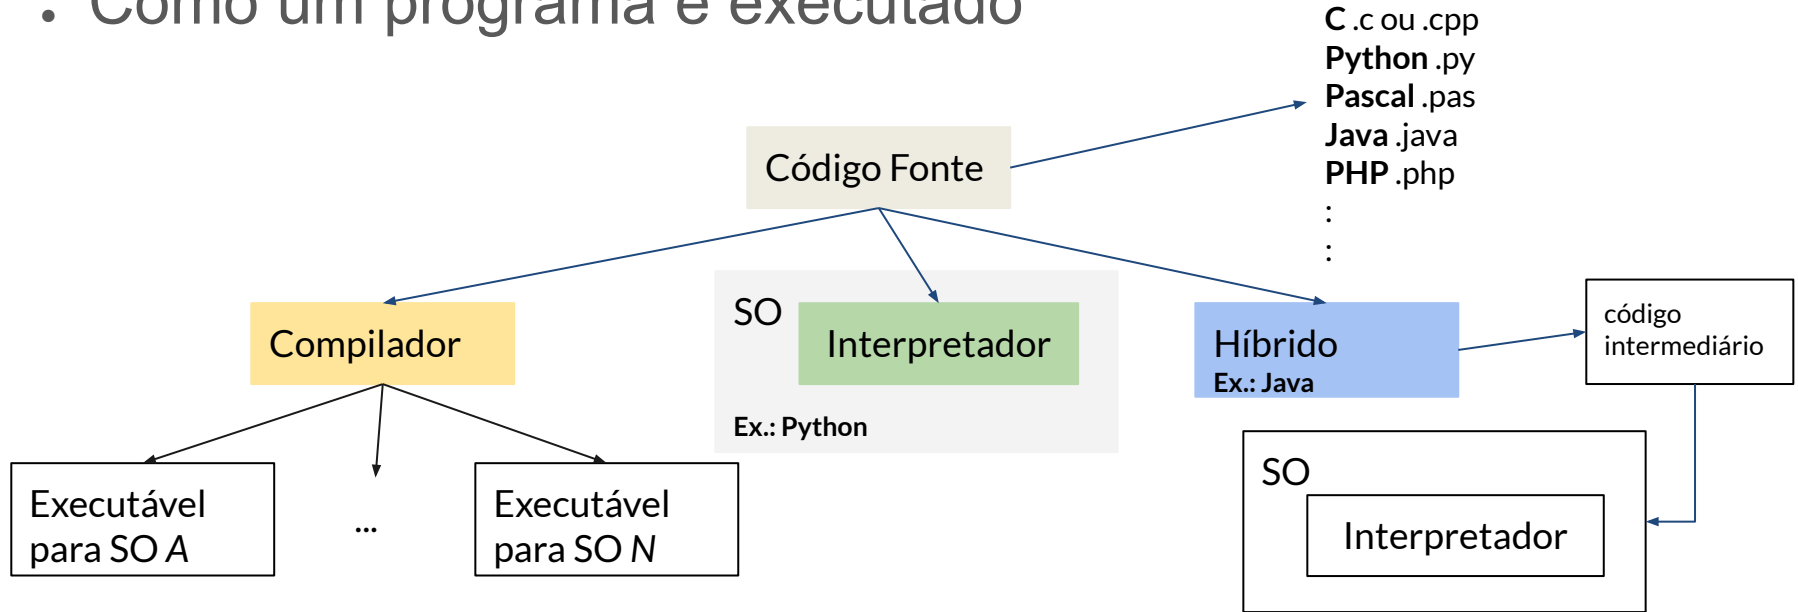 • Como um programa é executado
C .c ou .cpp
Python .py
Pascal .pas
Java .java
PHP .php
:
:
Código Fonte
Compilador
SO
Interpretador
Ex.: Python
Híbrido
Ex.: Java
código
intermediário
Executável
para SO A
...
Executável
para SO N
SO
Interpretador